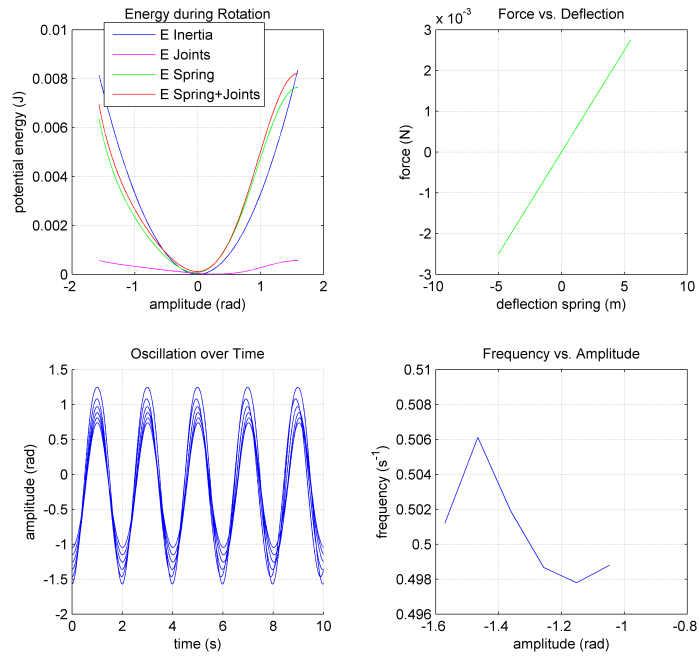 Energy during Rotation
0.01
0.008
0.006
0.004
0.002
0
-2
-1
0
1
2
potential energy (J)
amplitude (rad)
E Inertia
E Joints
E Spring
E Spring+Joints
Force vs. Deflection
x 10⁻³
3
2
1
0
-1
-2
-3
-10
-5
0
5
10
force (N)
deflection spring (m)
Oscillation over Time
1.5
1
0.5
0
-0.5
-1
-1.5
-2
0
2
4
6
8
10
amplitude (rad)
time (s)
Frequency vs. Amplitude
0.51
0.508
0.506
0.504
0.502
0.5
0.498
0.496
-1.6
-1.4
-1.2
-1
-0.8
frequency (s⁻¹)
amplitude (rad)